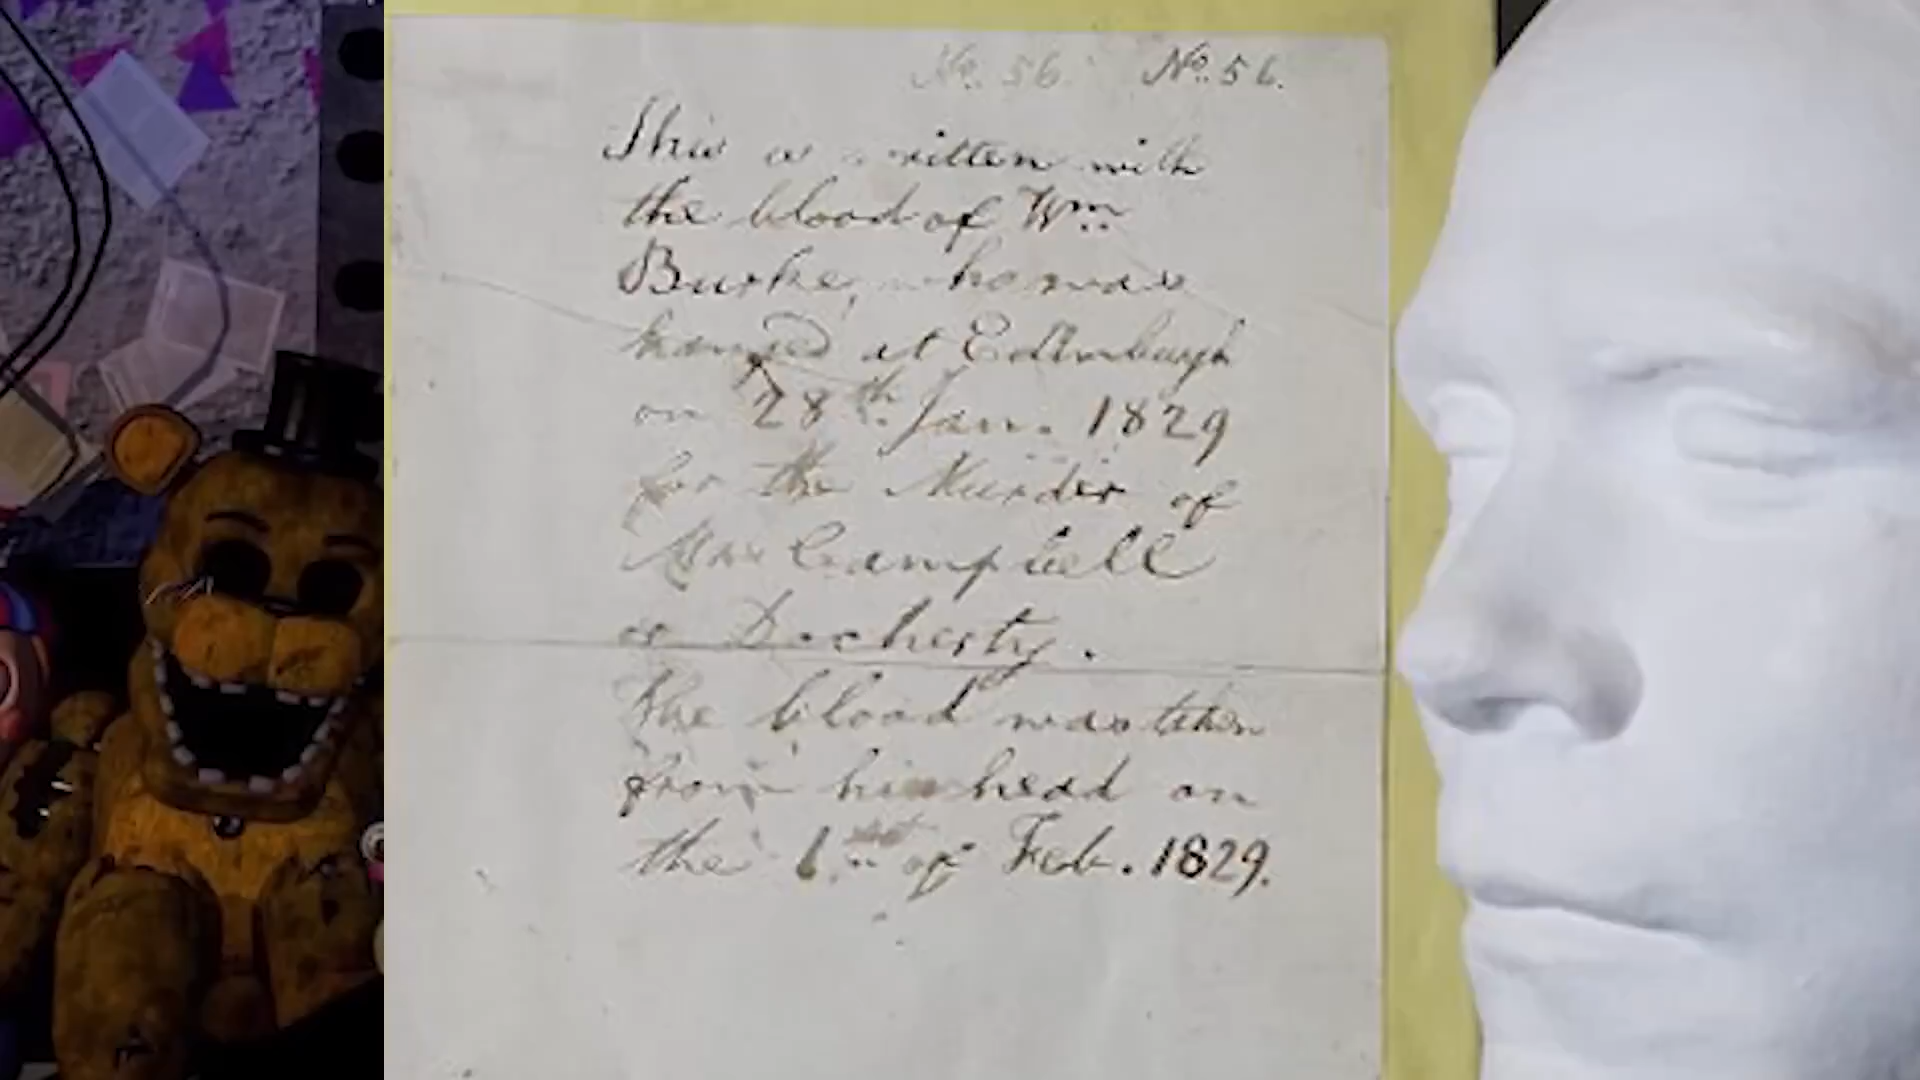 No. 56. No. 56.
This is written with
the blood of Wm
Burke, who was
hanged at Edinburgh
on 28th Jan. 1829
for the Murder of
Mrs Campbell
or Docherty.
The blood was taken
from his head on
the 1st of Feb. 1829.